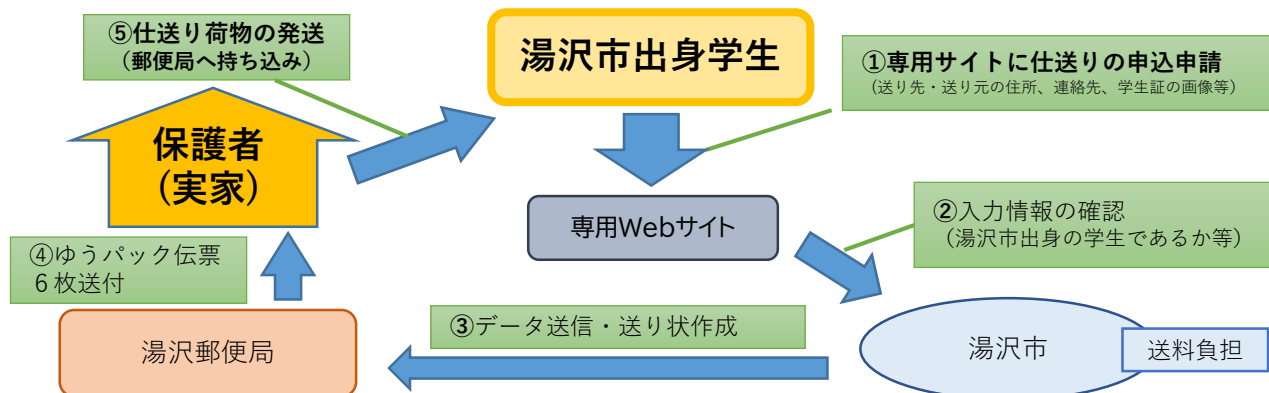 ⑤仕送り荷物の発送
（郵便局へ持ち込み）
湯沢市出身学生
①専用サイトに仕送りの申込申請
（送り先・送り元の住所、連絡先、学生証の画像等）
保護者
（実家）
専用Webサイト
②入力情報の確認
（湯沢市出身の学生であるか等）
④ゆうパック伝票
６枚送付
③データ送信・送り状作成
湯沢郵便局
湯沢市
送料負担